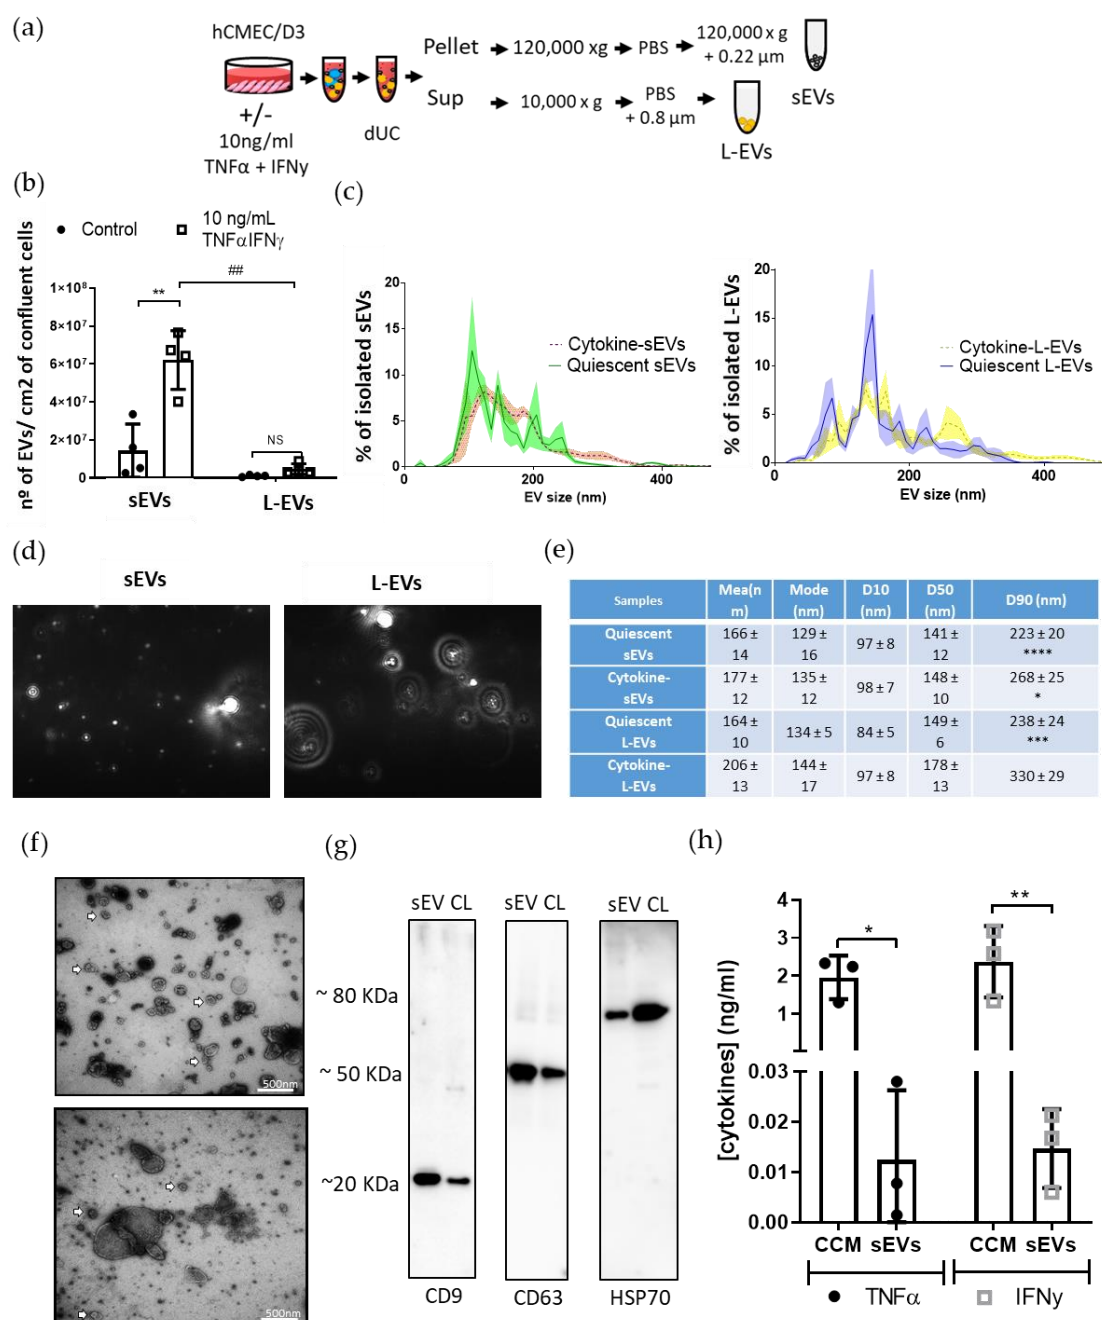 (a)
hCMEC/D3
+/-
10ng/ml
TNFα + IFNy
dUC
Pellet
120,000 xg
PBS
120,000 x g
+ 0.22 µm
sEVs
Sup
10,000 x g
PBS
+ 0.8 µm
L-EVs
(b)
Control
10 ng/mL
TNFαIFNγ
nº of EVs/ cm2 of confluent cells
1×10⁸
8×10⁷
6×10⁷
4×10⁷
2×10⁷
0
**
##
NS
sEVs
L-EVs
(c)
% of isolated sEVs
20
15
10
5
0
0
200
400
EV size (nm)
Cytokine-sEVs
Quiescent sEVs
% of isolated L-EVs
20
15
10
5
0
0
200
400
EV size (nm)
Cytokine-L-EVs
Quiescent L-EVs
(d)
sEVs
L-EVs
(e)
Samples Mea(n m) Mode (nm) D10 (nm) D50 (nm) D90 (nm)
Quiescent sEVs 166 ± 14 129 ± 16 97 ± 8 141 ± 12 223 ± 20 ****
Cytokine- sEVs 177 ± 12 135 ± 12 98 ± 7 148 ± 10 268 ± 25 *
Quiescent L-EVs 164 ± 10 134 ± 5 84 ± 5 149 ± 6 238 ± 24 ***
Cytokine- L-EVs 206 ± 13 144 ± 17 97 ± 8 178 ± 13 330 ± 29
(f)
500nm
500nm
(g)
sEV CL
sEV CL
sEV CL
~ 80 KDa
~ 50 KDa
~20 KDa
CD9
CD63
HSP70
(h)
[cytokines] (ng/ml)
4
3
2
1
0.03
0.02
0.01
0.00
*
**
CCM sEVs
CCM sEVs
TNFα
IFNy